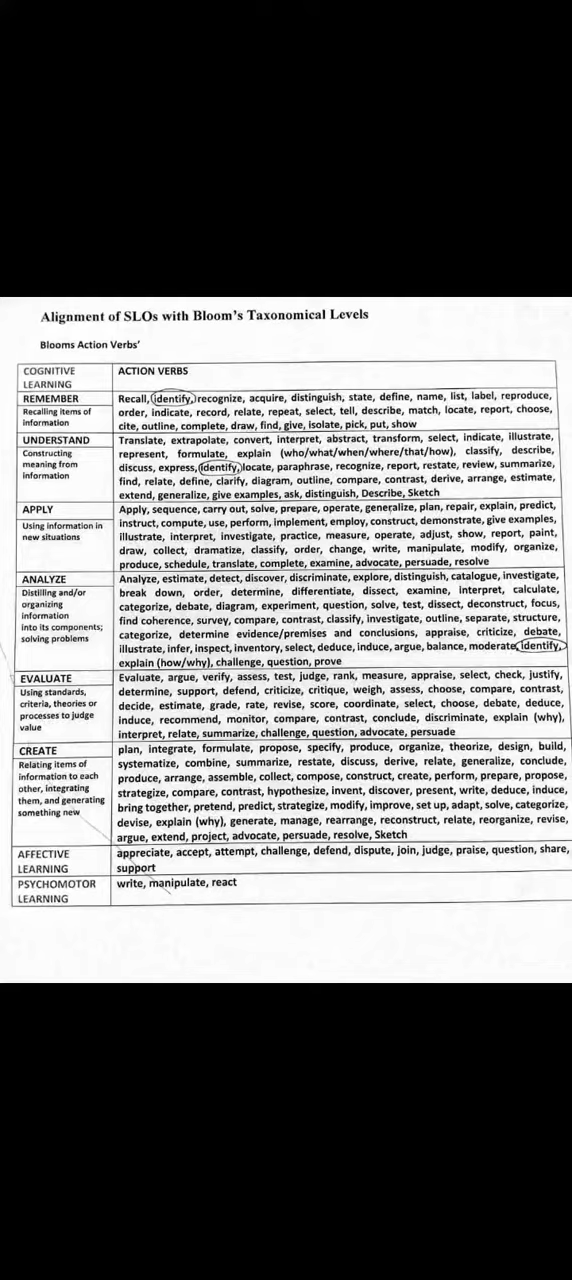 Alignment of SLOs with Bloom's Taxonomical Levels
Blooms Action Verbs'
COGNITIVE
LEARNING
ACTION VERBS
REMEMBER
Recalling items of
information
Recall, identify, recognize, acquire, distinguish, state, define, name, list, label, reproduce,
order, indicate, record, relate, repeat, select, tell, describe, match, locate, report, choose,
cite, outline, complete, draw, find, give, isolate, pick, put, show
UNDERSTAND
Constructing
meaning from
information
Translate, extrapolate, convert, interpret, abstract, transform, select, indicate, illustrate,
represent, formulate, explain (who/what/when/where/that/how), classify, describe,
discuss, express, identify, locate, paraphrase, recognize, report, restate, review, summarize,
find, relate, define, clarify, diagram, outline, compare, contrast, derive, arrange, estimate,
extend, generalize, give examples, ask, distinguish, Describe, Sketch
APPLY
Using information in
new situations
Apply, sequence, carry out, solve, prepare, operate, generalize, plan, repair, explain, predict,
instruct, compute, use, perform, implement, employ, construct, demonstrate, give examples,
illustrate, interpret, investigate, practice, measure, operate, adjust, show, report, paint,
draw, collect, dramatize, classify, order, change, write, manipulate, modify, organize,
produce, schedule, translate, complete, examine, advocate, persuade, resolve
ANALYZE
Distilling and/or
organizing
information
into its components;
solving problems
Analyze, estimate, detect, discover, discriminate, explore, distinguish, catalogue, investigate,
break down, order, determine, differentiate, dissect, examine, interpret, calculate,
categorize, debate, diagram, experiment, question, solve, test, dissect, deconstruct, focus,
find coherence, survey, compare, contrast, classify, investigate, outline, separate, structure,
categorize, determine evidence/premises and conclusions, appraise, criticize, debate,
illustrate, infer, inspect, inventory, select, deduce, induce, argue, balance, moderate, identify,
explain (how/why), challenge, question, prove
EVALUATE
Using standards,
criteria, theories or
processes to judge
value
Evaluate, argue, verify, assess, test, judge, rank, measure, appraise, select, check, justify,
determine, support, defend, criticize, critique, weigh, assess, choose, compare, contrast,
decide, estimate, grade, rate, revise, score, coordinate, select, choose, debate, deduce,
induce, recommend, monitor, compare, contrast, conclude, discriminate, explain (why),
interpret, relate, summarize, challenge, question, advocate, persuade
CREATE
Relating items of
information to each
other, integrating
them, and generating
something new
plan, integrate, formulate, propose, specify, produce, organize, theorize, design, build,
systematize, combine, summarize, restate, discuss, derive, relate, generalize, conclude,
produce, arrange, assemble, collect, compose, construct, create, perform, prepare, propose,
strategize, compare, contrast, hypothesize, invent, discover, present, write, deduce, induce,
bring together, pretend, predict, strategize, modify, improve, set up, adapt, solve, categorize,
devise, explain (why), generate, manage, rearrange, reconstruct, relate, reorganize, revise,
argue, extend, project, advocate, persuade, resolve, Sketch
AFFECTIVE
LEARNING
appreciate, accept, attempt, challenge, defend, dispute, join, judge, praise, question, share,
support
PSYCHOMOTOR
LEARNING
write, manipulate, react